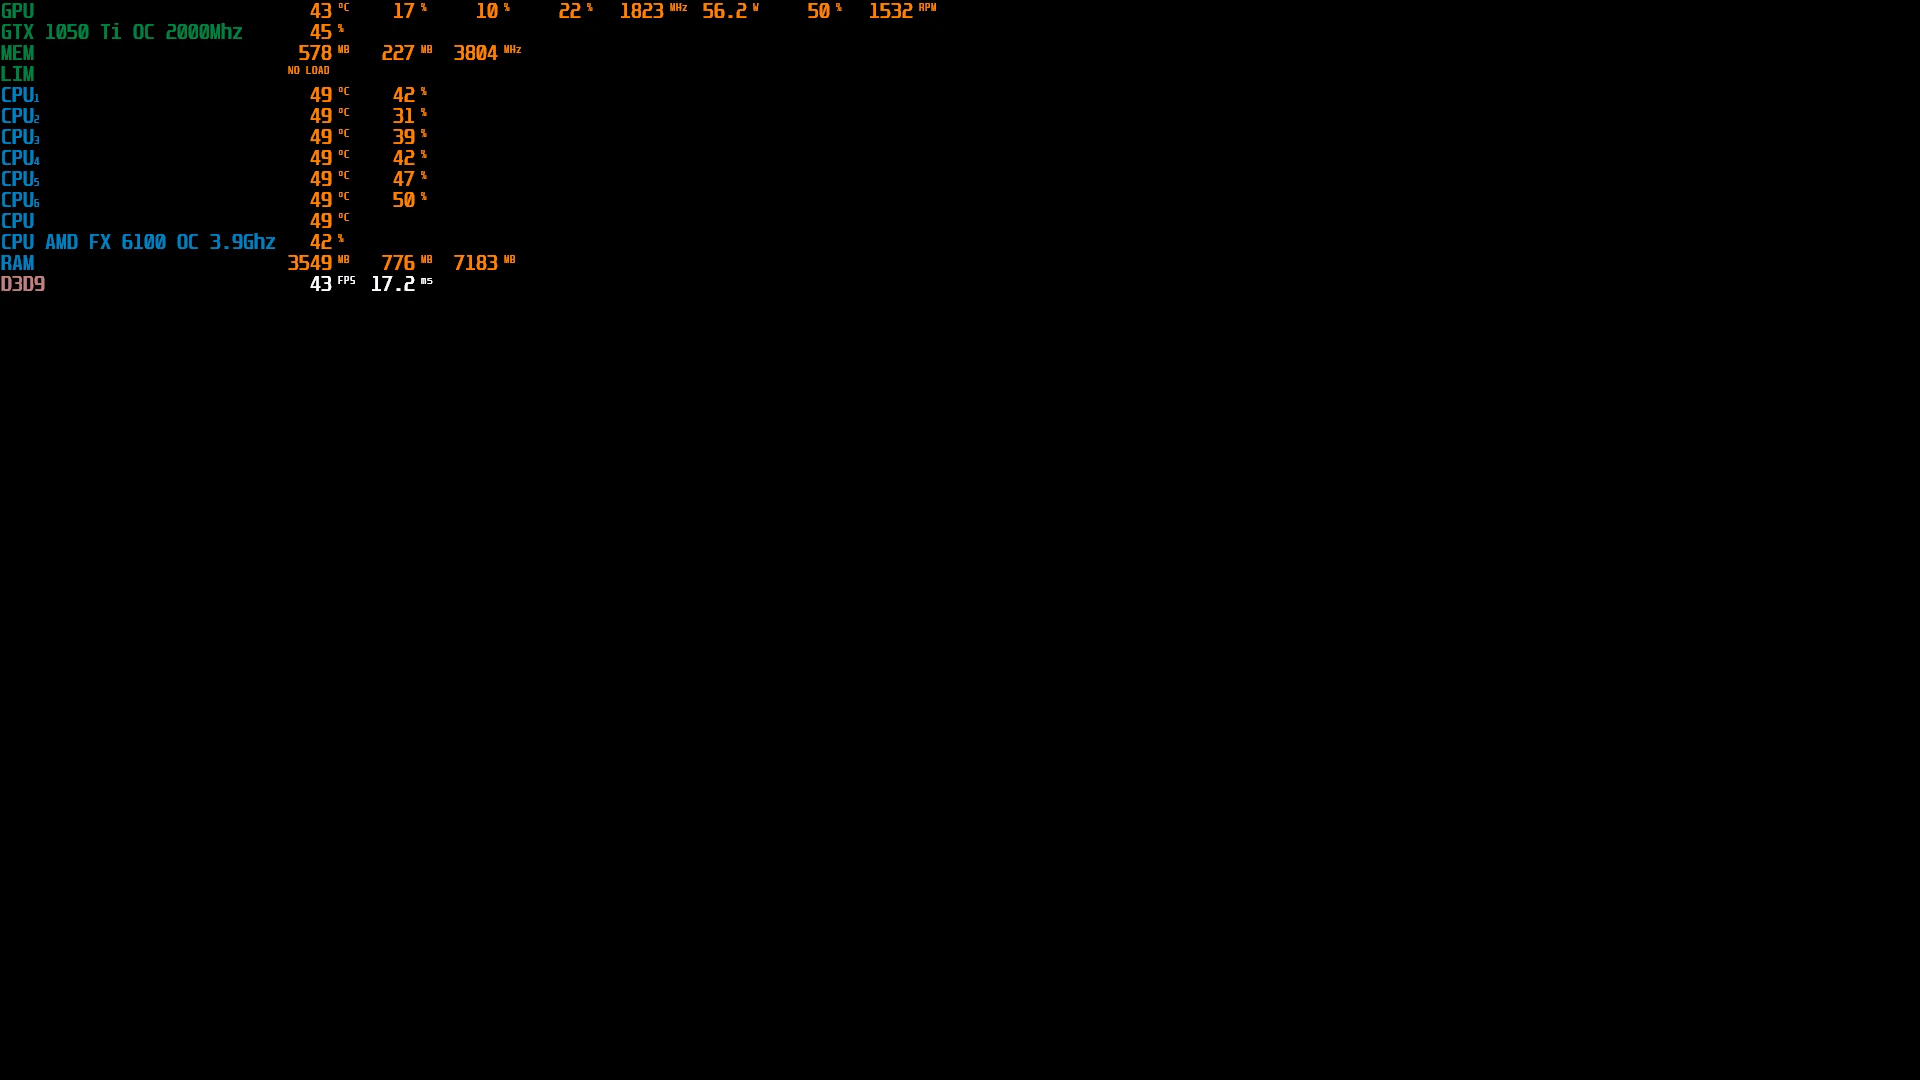 GPU 43 °C 17 % 10 % 22 % 1823 MHz 56.2 W 50 % 1532 RPM
GTX 1050 Ti OC 2000Mhz 45 %
MEM 578 MB 227 MB 3804 MHz
LIM NO LOAD
CPU1 49 °C 42 %
CPU2 49 °C 31 %
CPU3 49 °C 39 %
CPU4 49 °C 42 %
CPU5 49 °C 47 %
CPU6 49 °C 50 %
CPU 49 °C
CPU AMD FX 6100 OC 3.9Ghz 42 %
RAM 3549 MB 776 MB 7183 MB
D3D9 43 FPS 17.2 ms